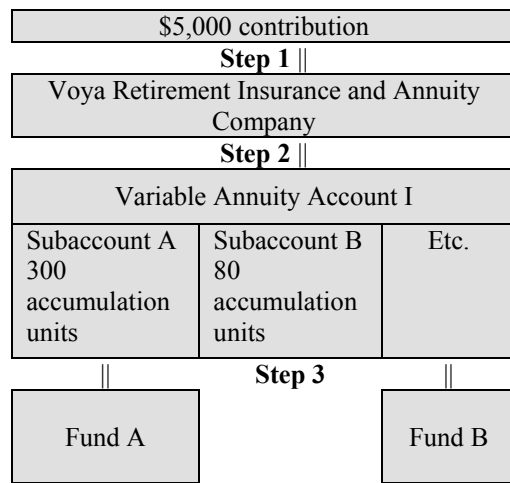 $5,000 contribution
Step 1 ||
Voya Retirement Insurance and Annuity
Company
Step 2 ||
Variable Annuity Account I
Subaccount A
300
accumulation
units
Subaccount B
80
accumulation
units
Etc.
||
Step 3
||
Fund A
Fund B